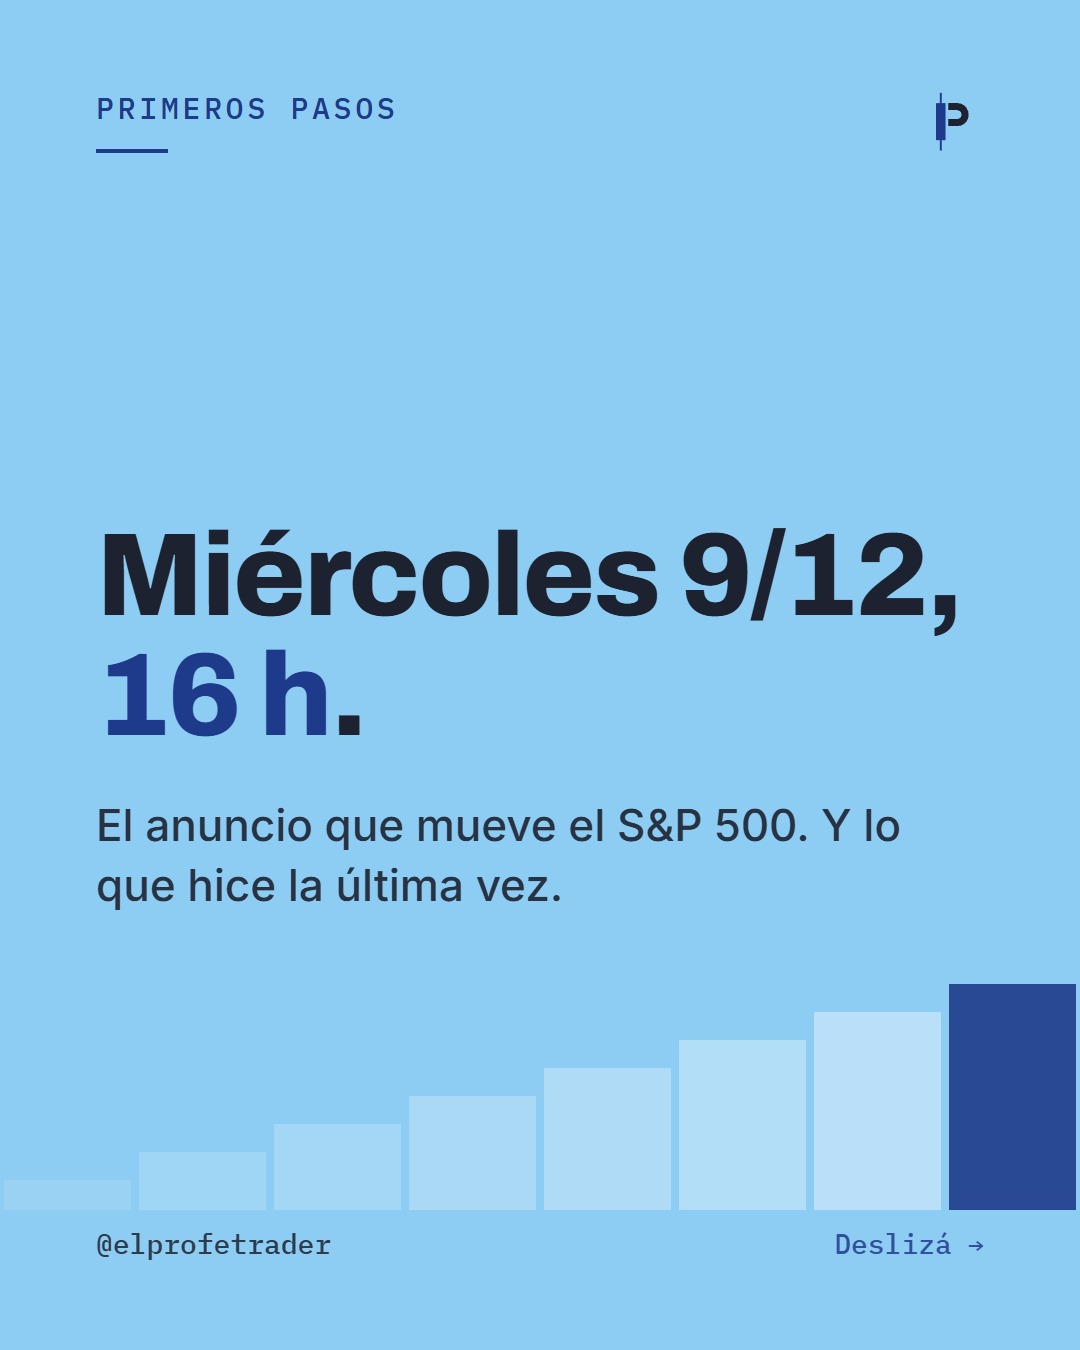 PRIMEROS PASOS
Miércoles 9/12,
16 h.
El anuncio que mueve el S&P 500. Y lo
que hice la última vez.
@elprofetrader
Deslizá →